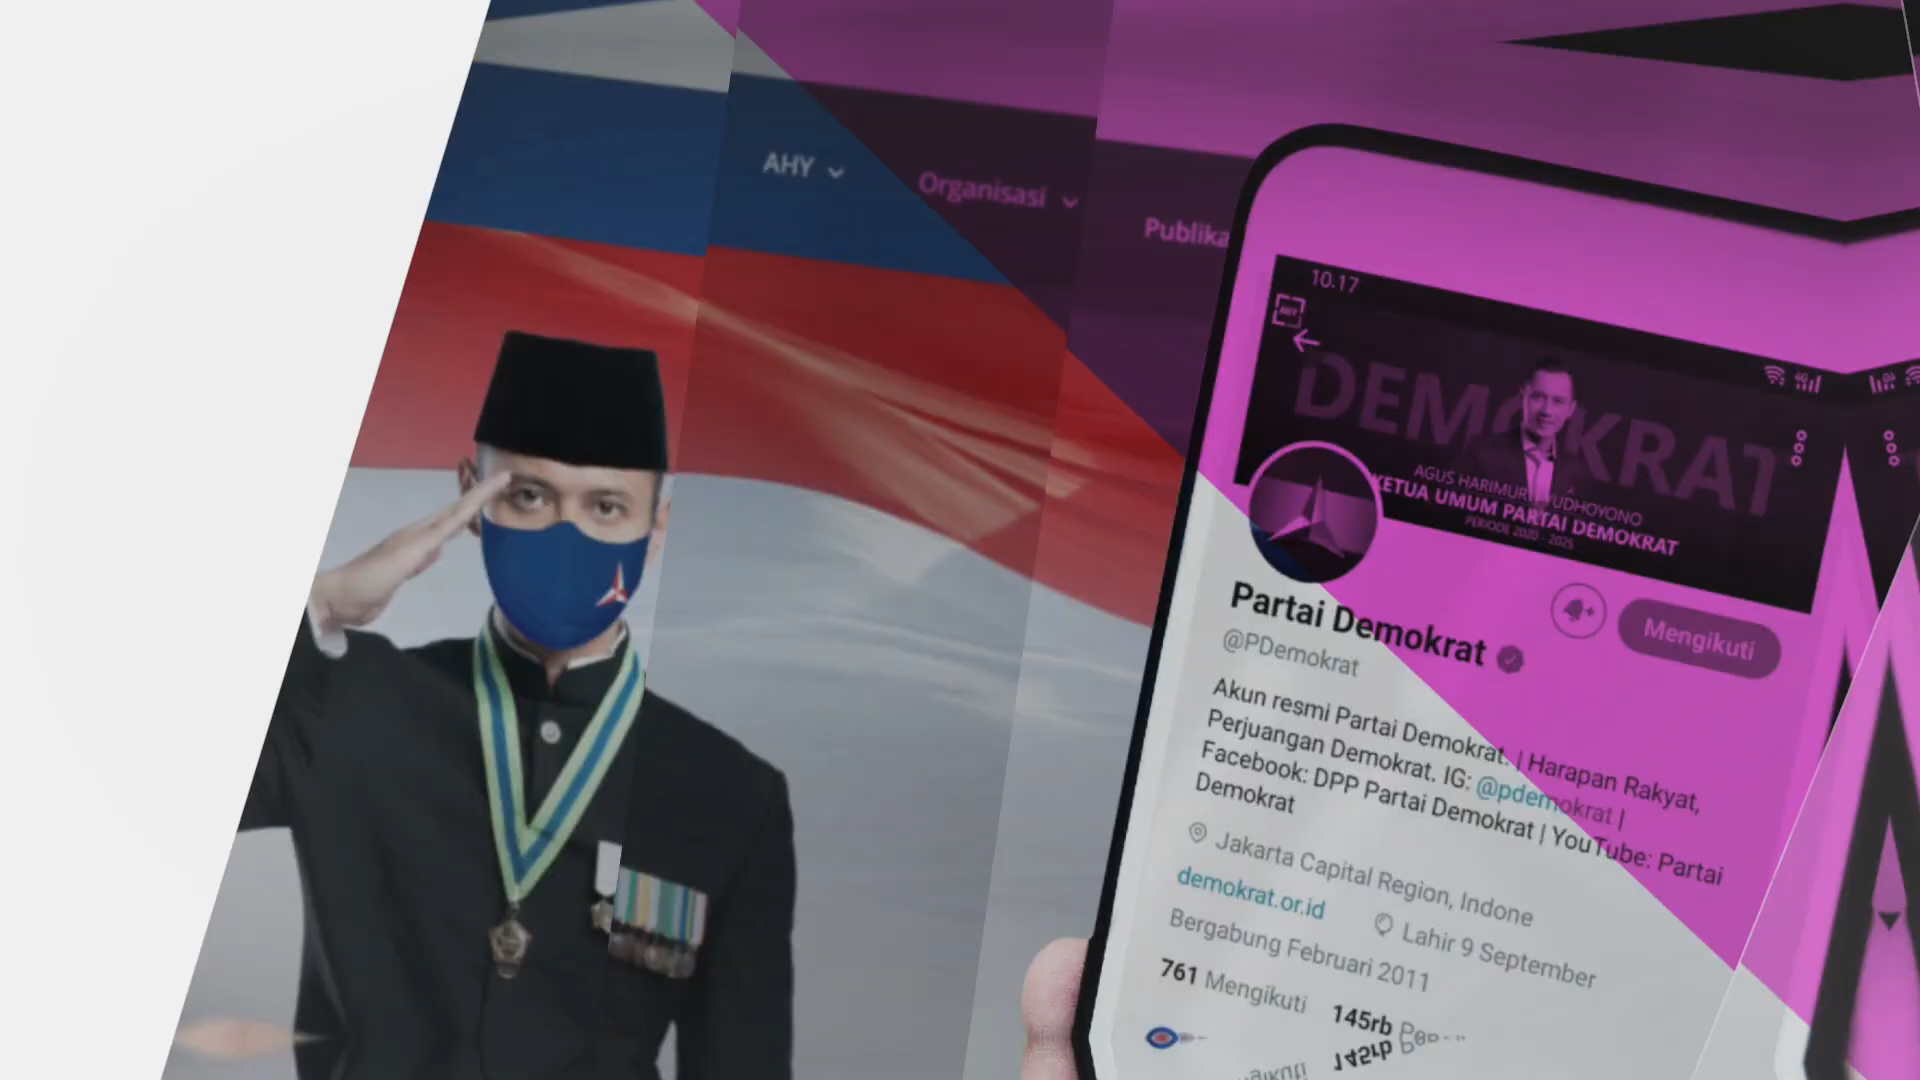 AHY
Organisasi
Publika
10.17
DEMOKRAT
AGUS HARIMURTI YUDHOYONO
KETUA UMUM PARTAI DEMOKRAT
PERIODE 2020 - 2025
Mengikuti
Partai Demokrat
@PDemokrat
Akun resmi Partai Demokrat. | Harapan Rakyat,
Perjuangan Demokrat. IG: @pdemokrat |
Facebook: DPP Partai Demokrat | YouTube: Partai
Demokrat
Jakarta Capital Region, Indone
demokrat.or.id
Lahir 9 September
Bergabung Februari 2011
761 Mengikuti
145rb